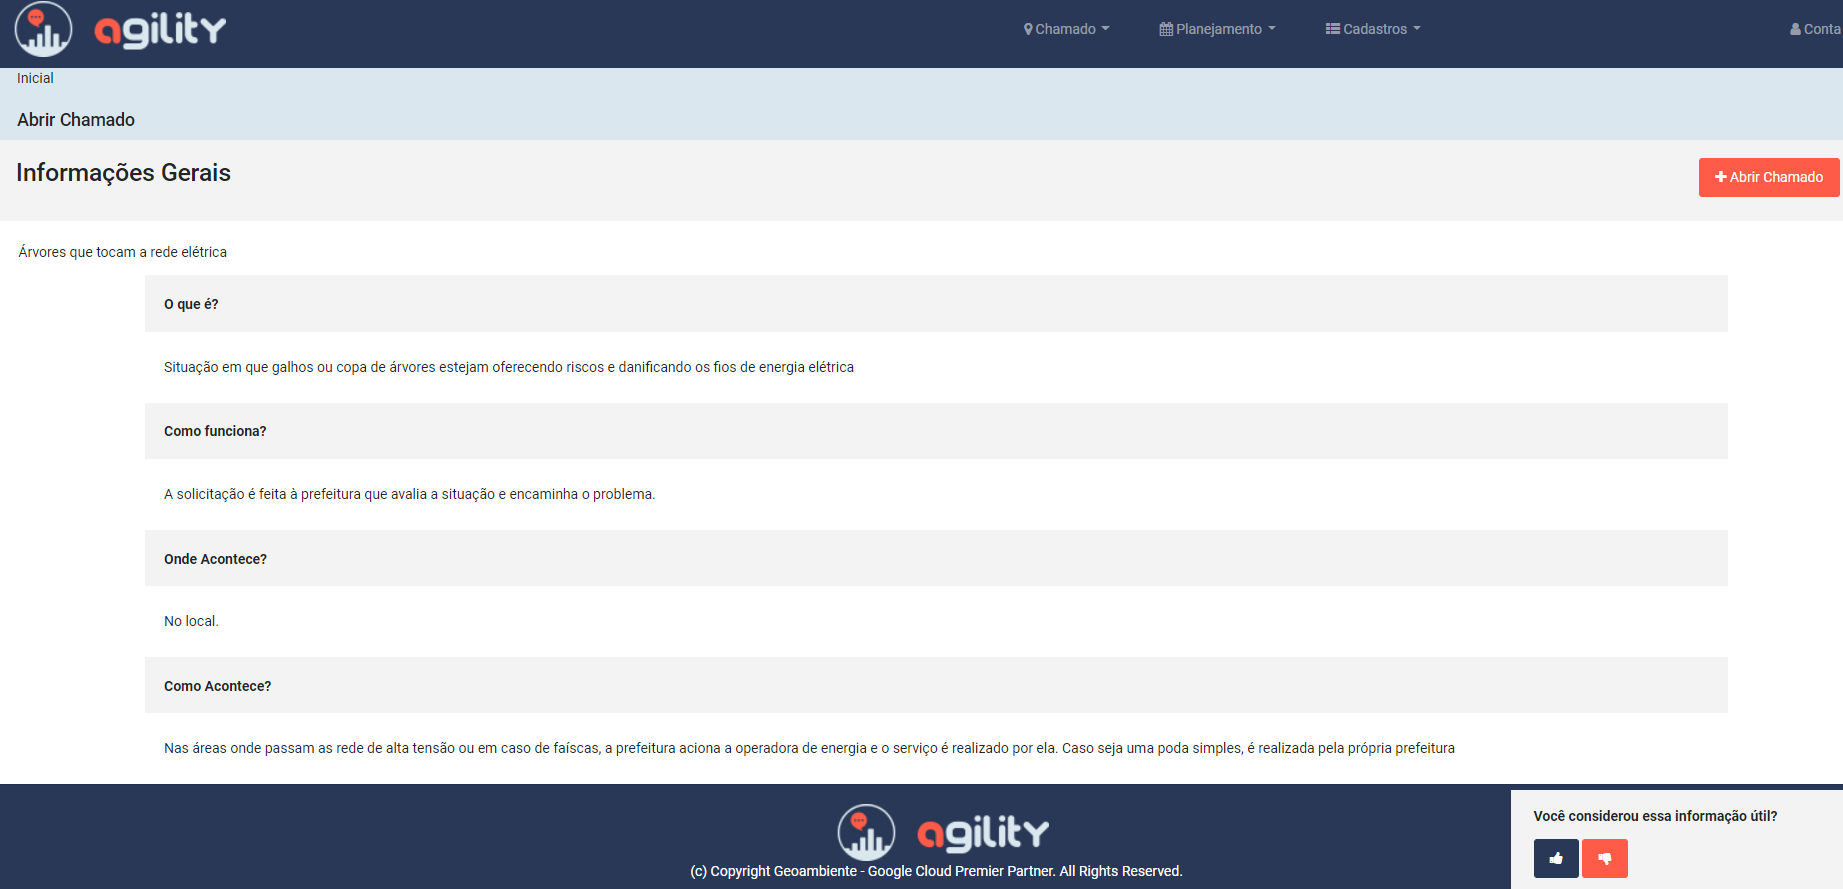 agility
Chamado
Planejamento
Cadastros
Conta
Inicial
Abrir Chamado
Informações Gerais
Abrir Chamado
Árvores que tocam a rede elétrica
O que é?
Situação em que galhos ou copa de árvores estejam oferecendo riscos e danificando os fios de energia elétrica
Como funciona?
A solicitação é feita à prefeitura que avalia a situação e encaminha o problema.
Onde Acontece?
No local.
Como Acontece?
Nas áreas onde passam as rede de alta tensão ou em caso de faíscas, a prefeitura aciona a operadora de energia e o serviço é realizado por ela. Caso seja uma poda simples, é realizada pela própria prefeitura
Você considerou essa informação útil?
agility
(c) Copyright Geoambiente - Google Cloud Premier Partner. All Rights Reserved.